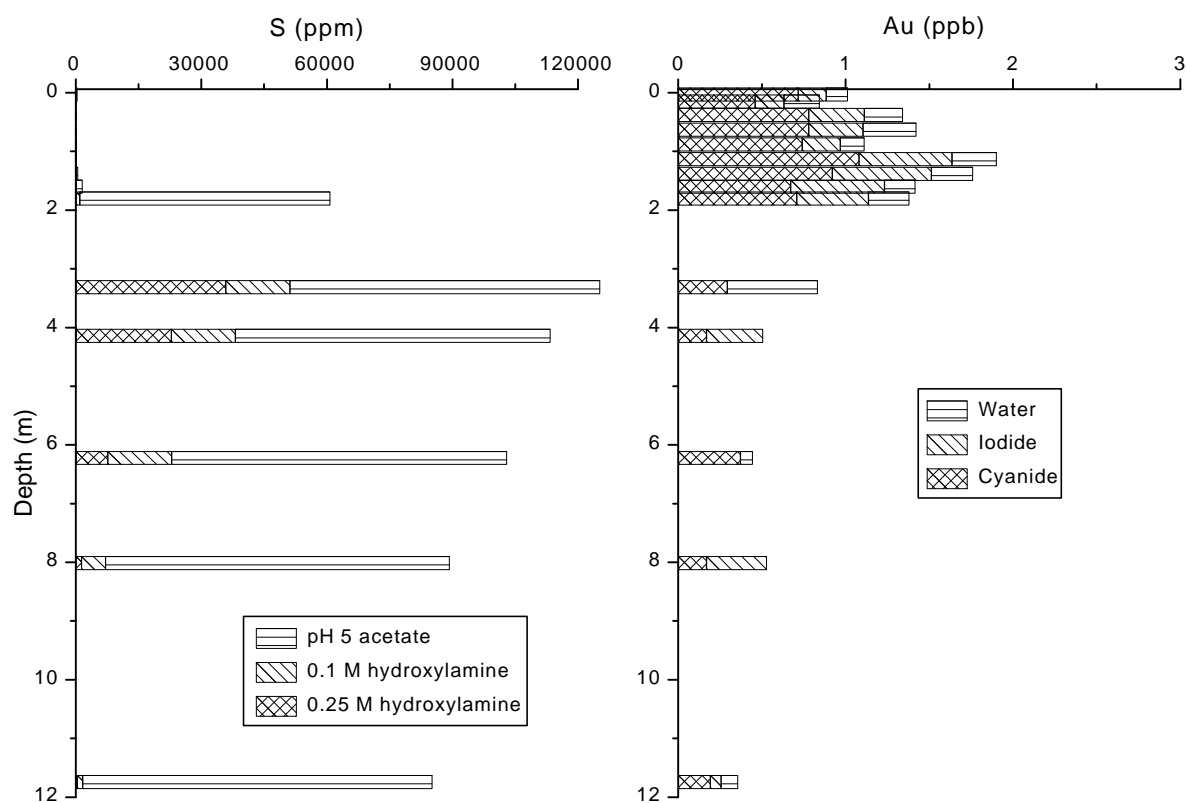 S (ppm)
0 30000 60000 90000 120000
0
2
4
6
8
10
12
Depth (m)
pH 5 acetate
0.1 M hydroxylamine
0.25 M hydroxylamine
Au (ppb)
0 1 2 3
0
2
4
6
8
10
12
Water
Iodide
Cyanide